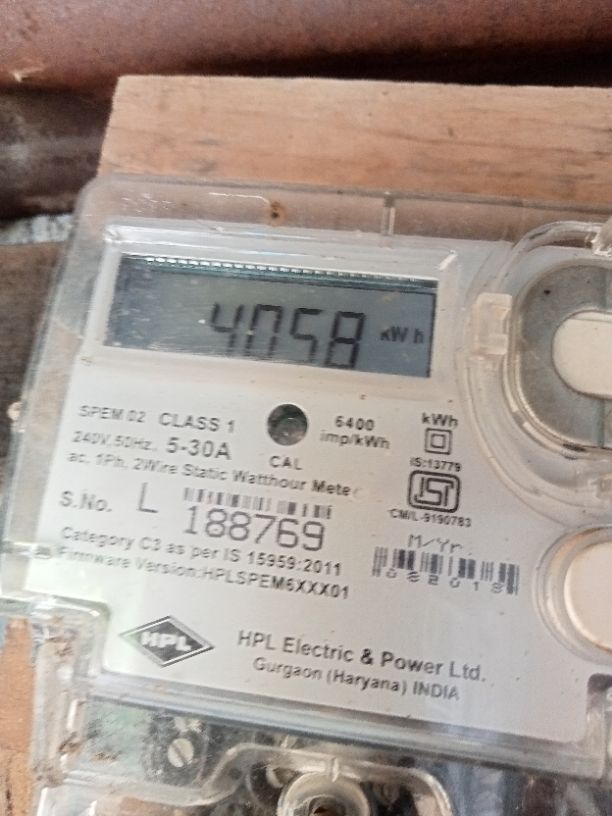 4058 kWh
SPEM 02 CLASS 1
6400 imp/kWh
kWh
240V, 50Hz, 5-30A
CAL
IS:13779
ac, 1Ph, 2Wire Static Watthour Meter
ISI
CM/L-9190783
S.No. L 188769
M/Yr.
082018
Category C3 as per IS 15959:2011
Firmware Version:HPLSPEM6XXX01
HPL
HPL Electric & Power Ltd.
Gurgaon (Haryana) INDIA